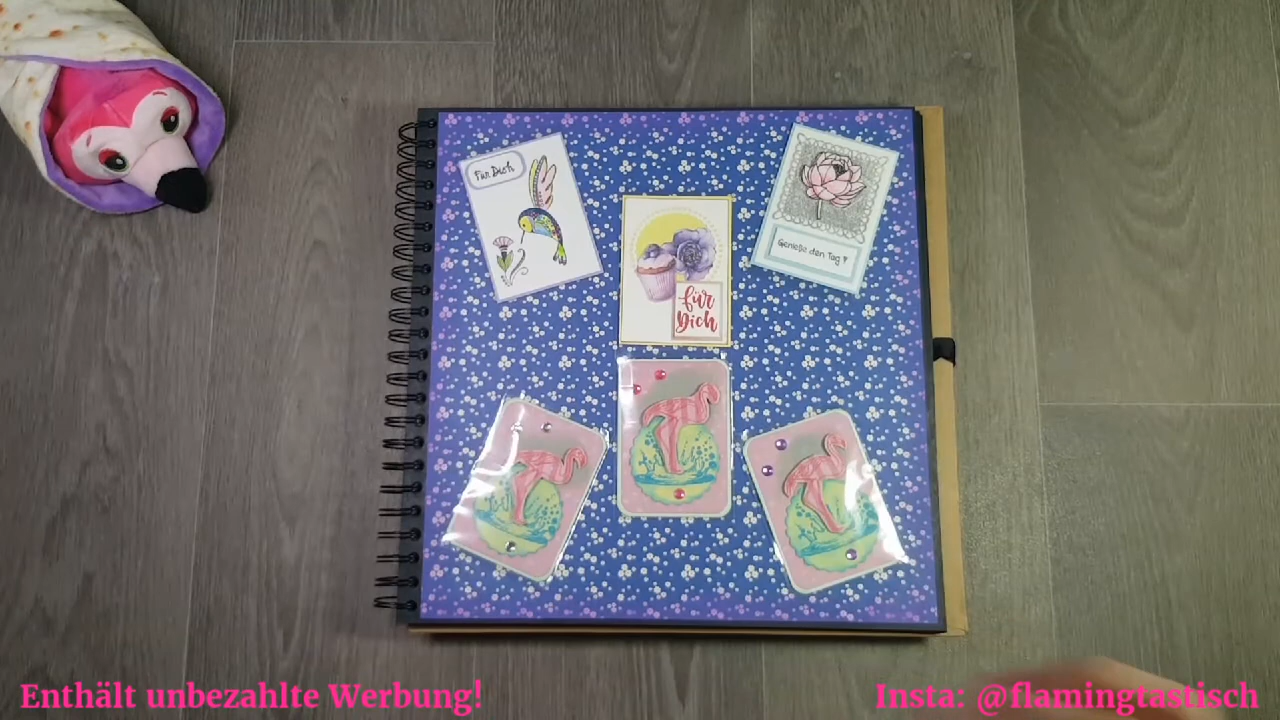 Für Dich
Genieße den Tag ♥
für
Dich
Enthält unbezahlte Werbung!
Insta: @flamingtastisch